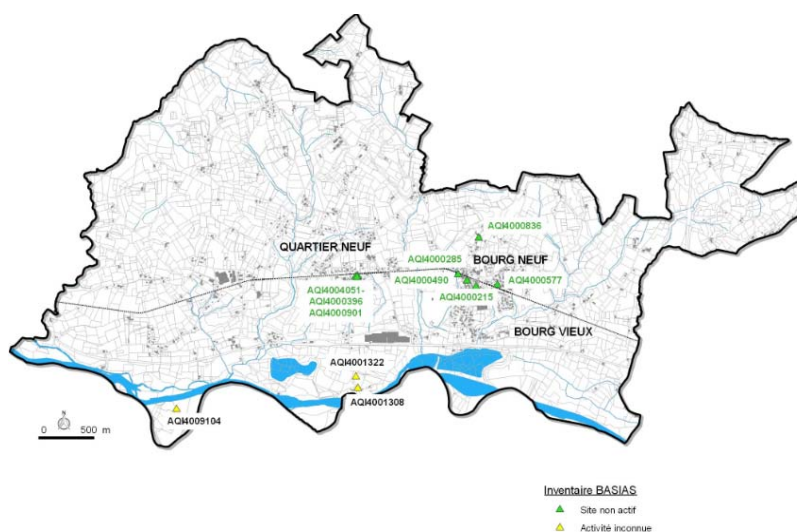 AQI4000836
QUARTIER NEUF
AQI4000285
BOURG NEUF
AQI4000490
AQI4000577
AQI4004051-
AQI4000396
AQI4000901
AQI4000215
BOURG VIEUX
AQI4001322
AQI4001308
AQI4009104
N
0 500 m
Inventaire BASIAS
Site non actif
Activité inconnue